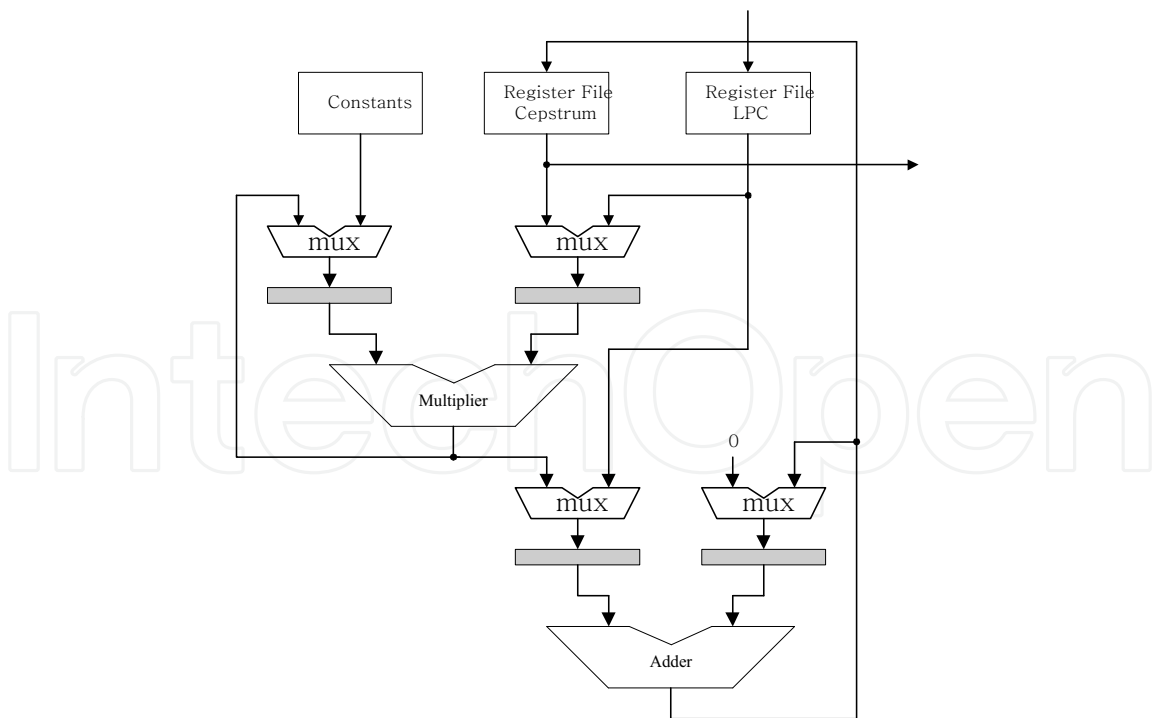 Constants
Register File
Cepstrum
Register File
LPC
mux
mux
Multiplier
0
mux
mux
Adder
IntechOpen